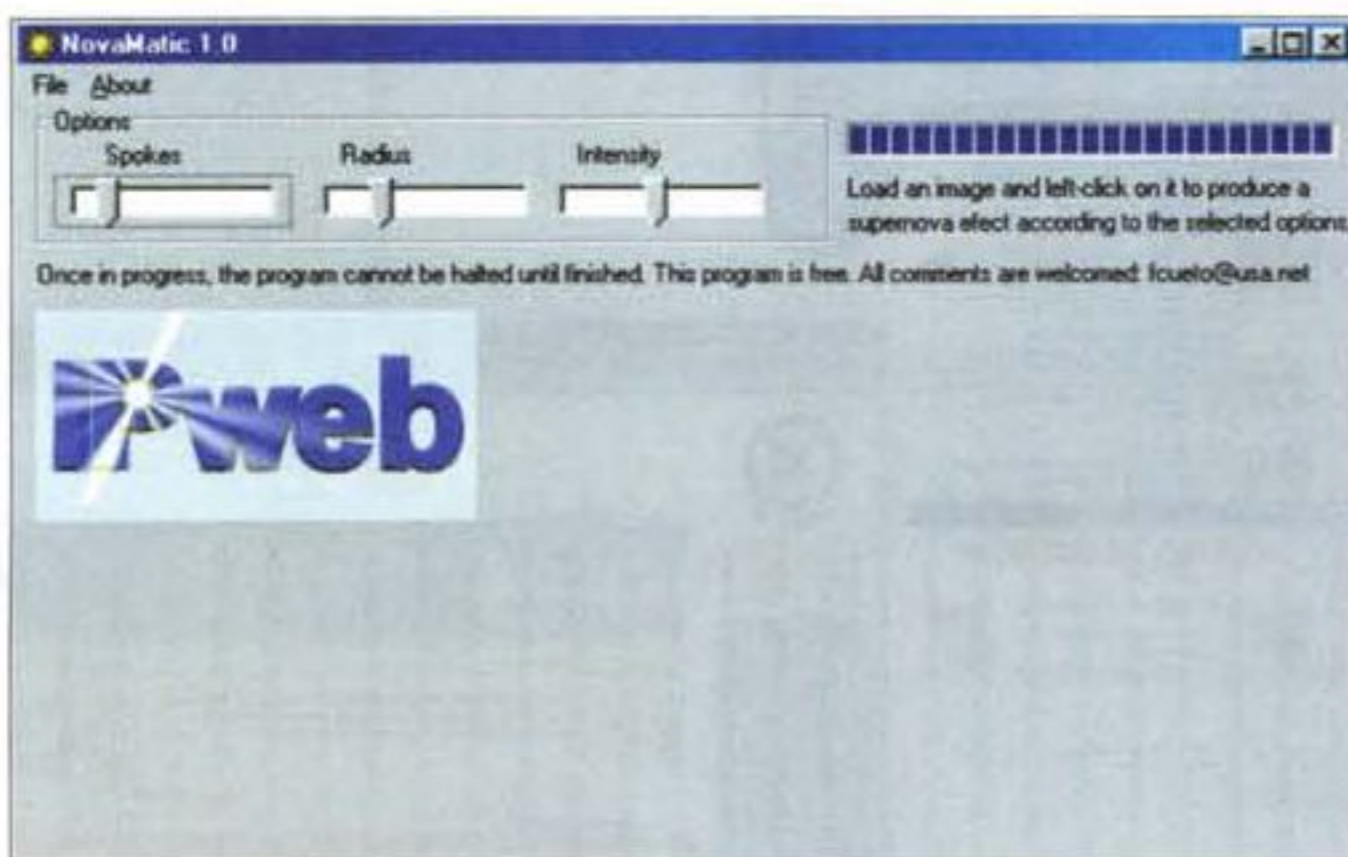 NovaMatic 1.0
File About
Options
Spokes Radius Intensity
Load an image and left-click on it to produce a
supernova efect according to the selected options.
Once in progress, the program cannot be halted until finished. This program is free. All comments are welcomed: fcueto@usa.net
IPweb